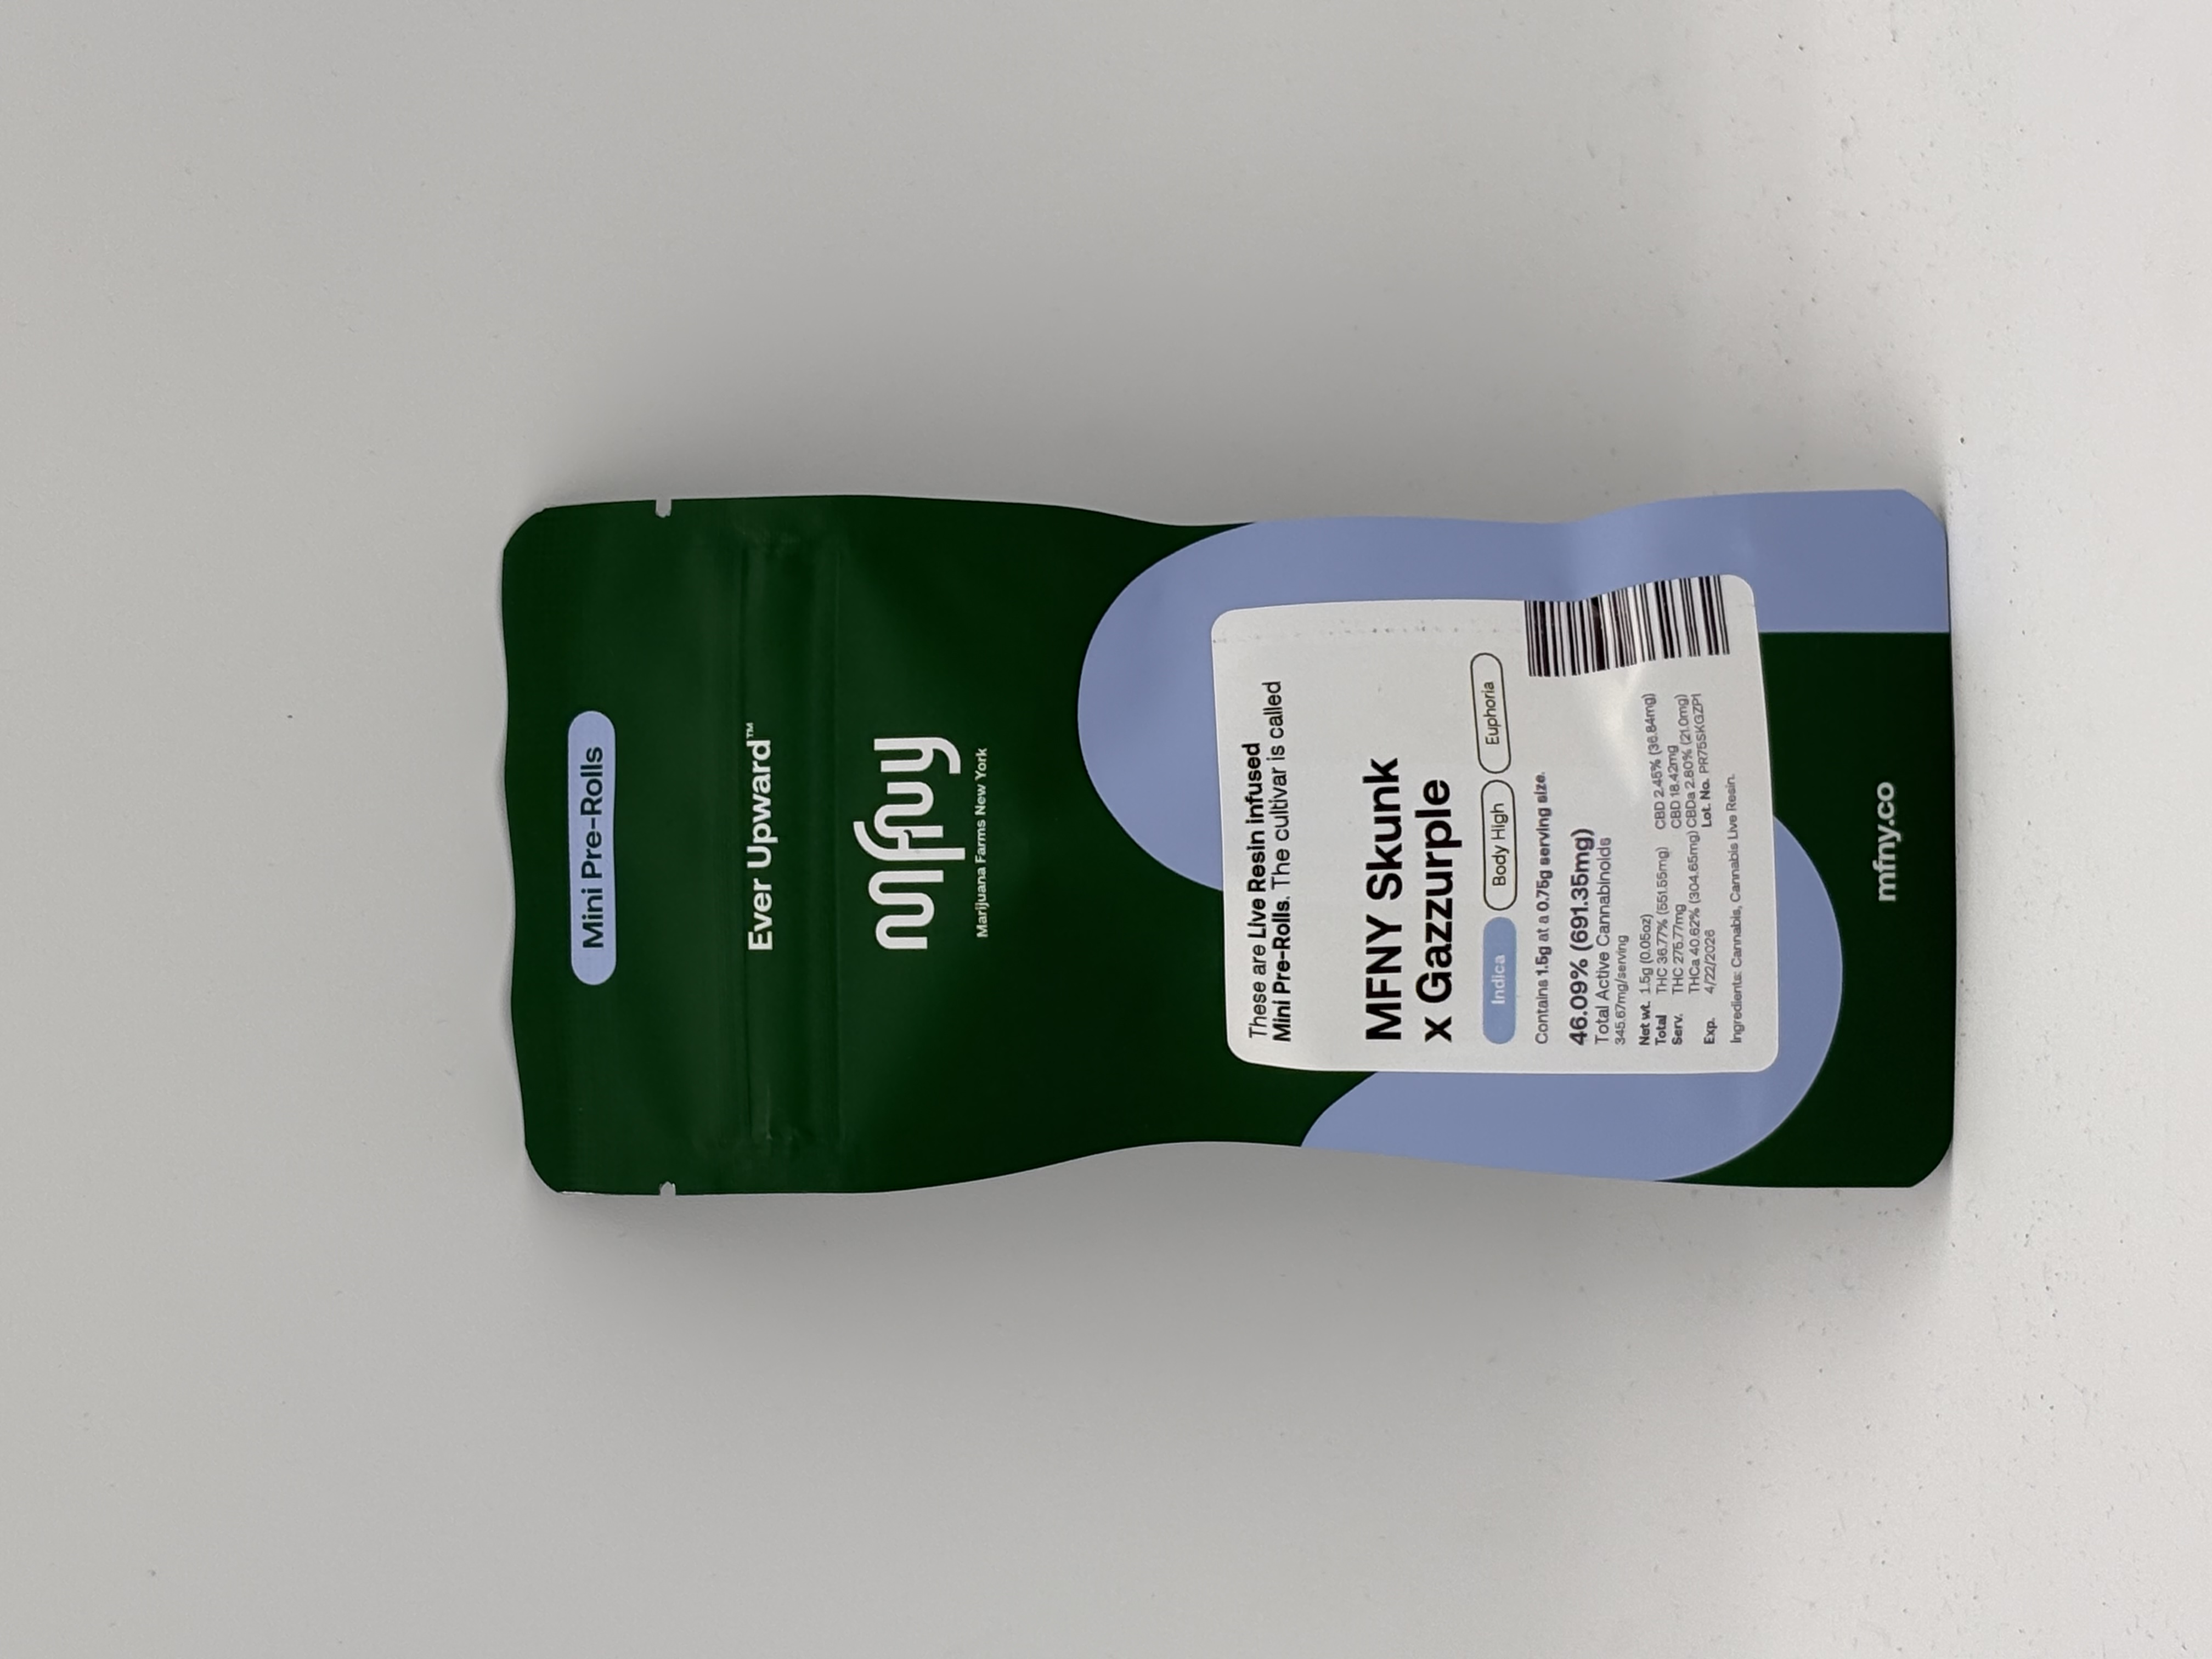 Mini Pre-Rolls
Ever Upward™
mfny
Marijuana Farms New York
These are Live Resin infused
Mini Pre-Rolls. The cultivar is called
MFNY Skunk
x Gazzurple
Indica Body High Euphoria
Contains 1.5g at a 0.75g serving size.
46.09% (691.35mg)
Total Active Cannabinoids
345.67mg/serving
Net wt. 1.5g (0.05oz)
Total THC 36.77% (551.55mg) CBD 2.45% (36.84mg)
Serv. THC 275.77mg CBD 18.42mg
THCa 40.62% (304.65mg) CBDa 2.80% (21.0mg)
Exp. 4/22/2026 Lot. No. PR75SKGZP1
Ingredients: Cannabis, Cannabis Live Resin.
mfny.co